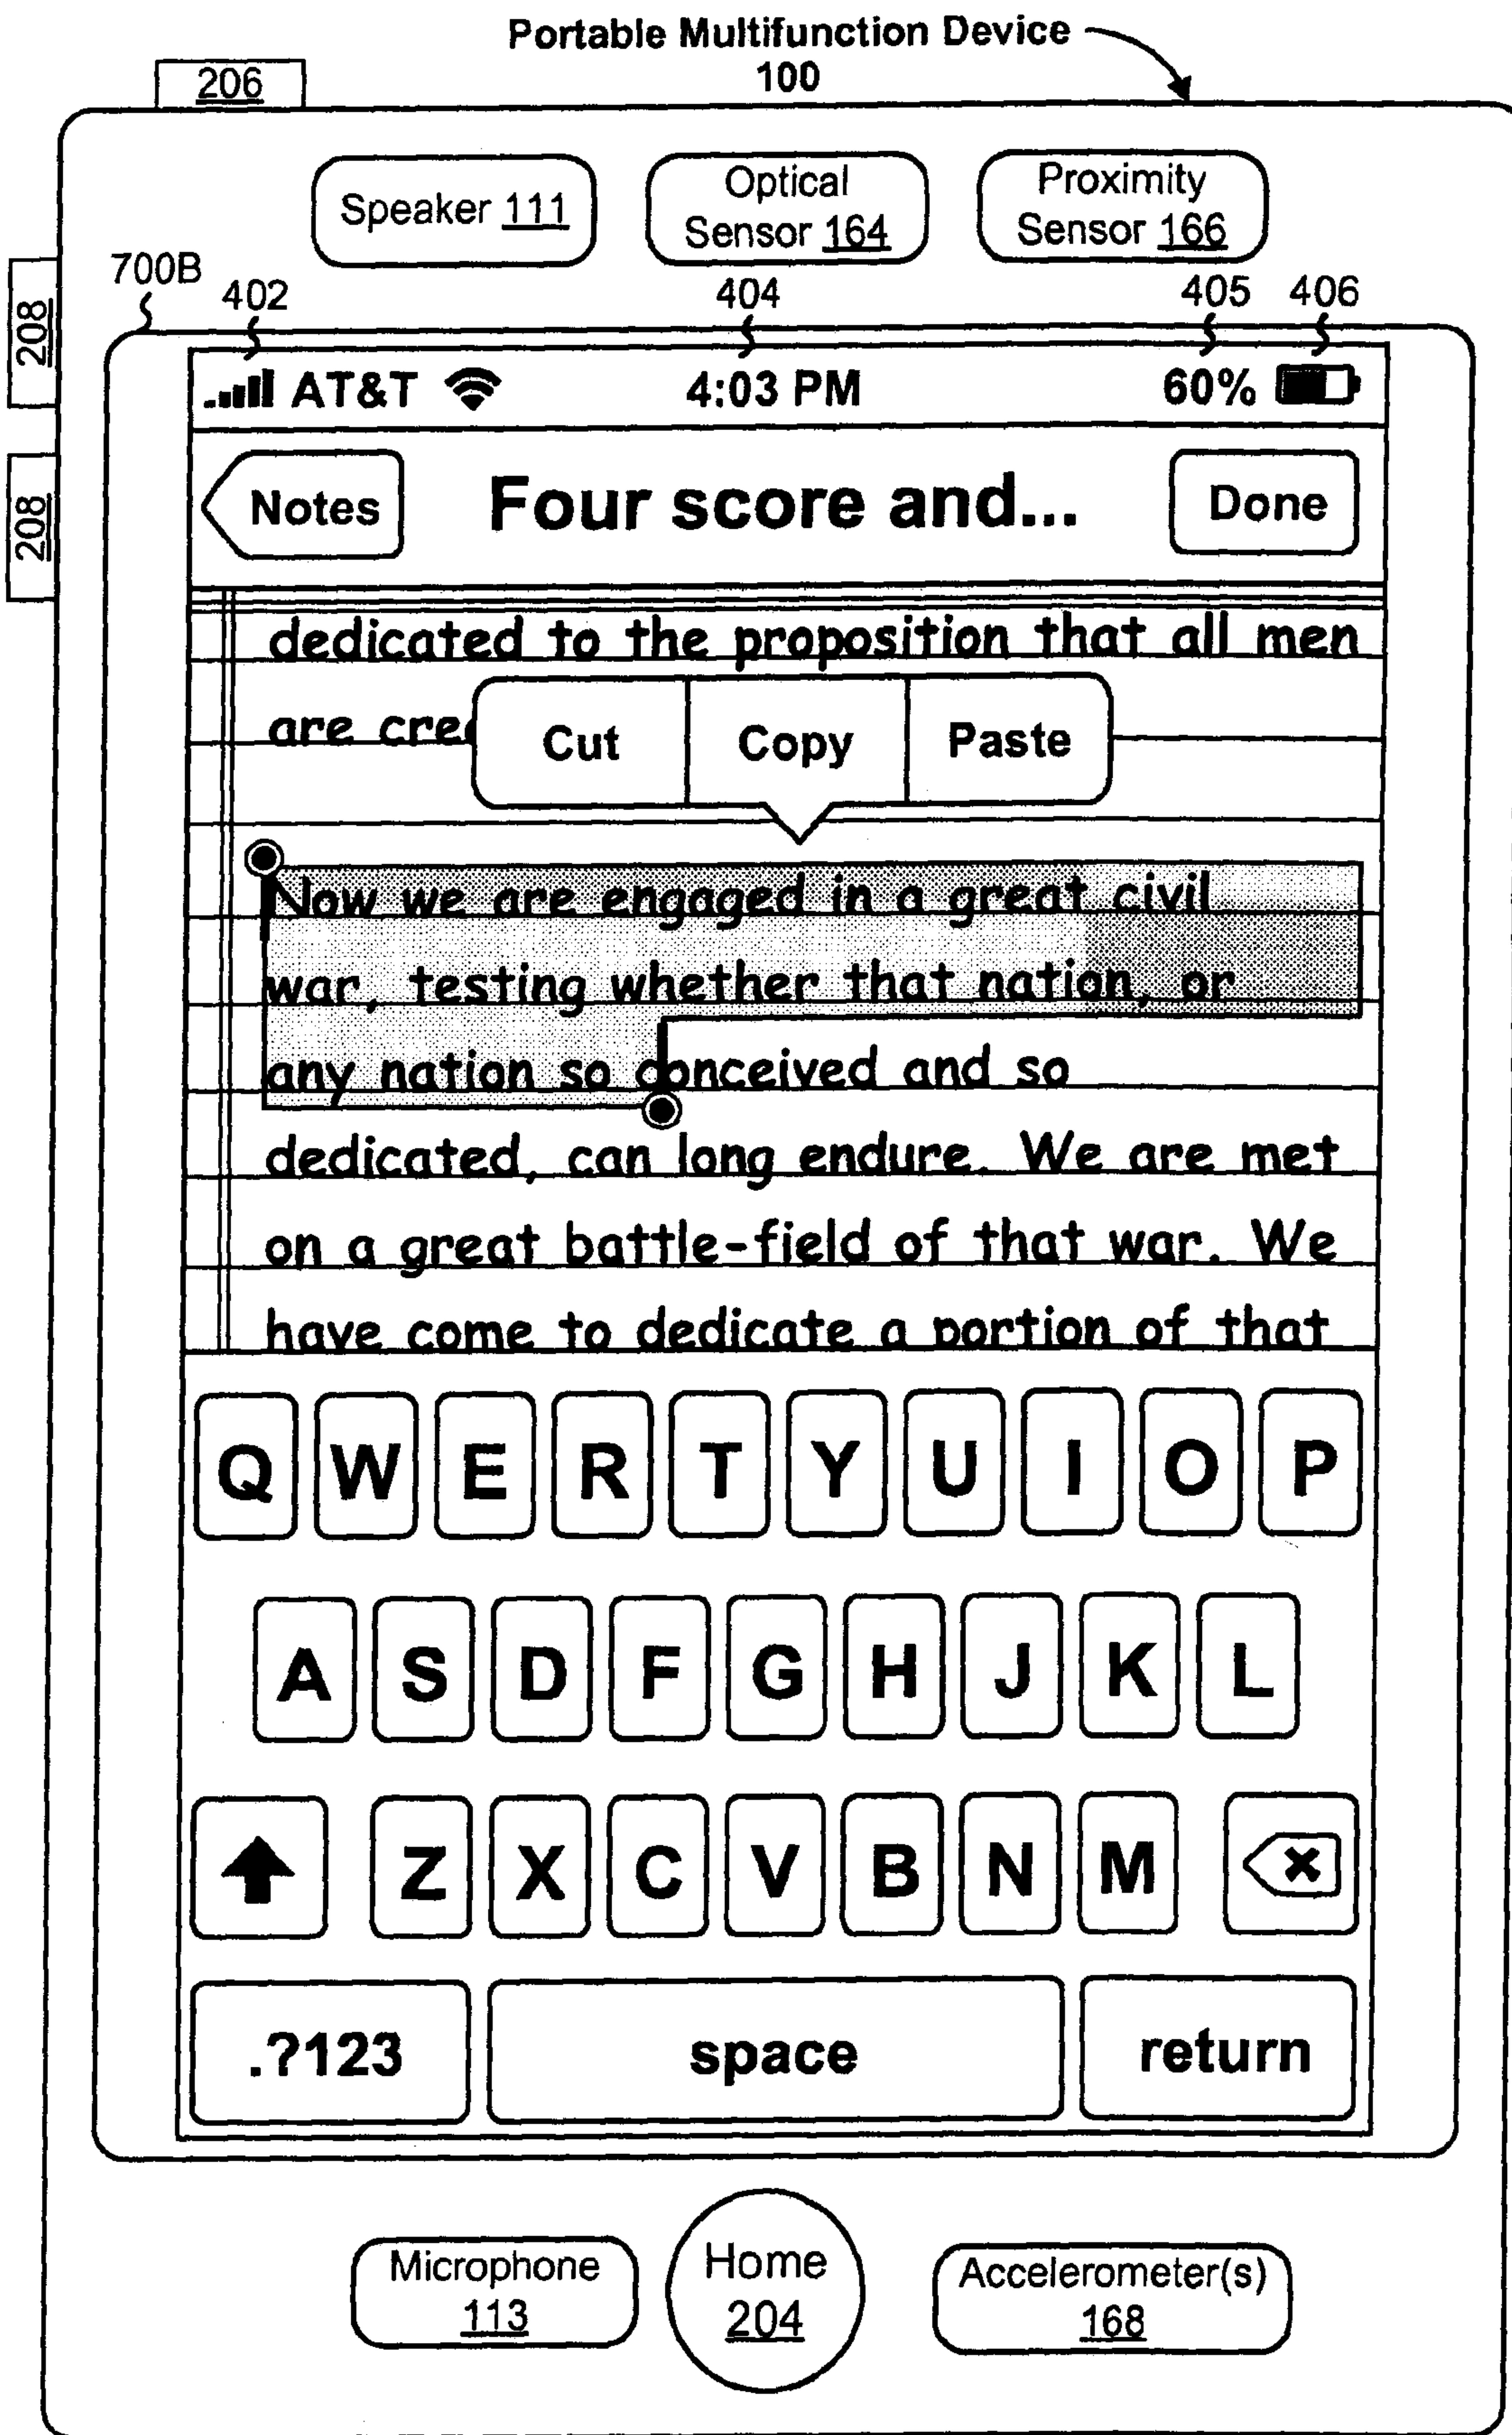 Portable Multifunction Device
100
206
Speaker 111
Optical
Sensor 164
Proximity
Sensor 166
208
208
700B
402
404
405
406
AT&T
4:03 PM
60%
Notes
Four score and...
Done
dedicated to the proposition that all men
are crea
Cut
Copy
Paste
Now we are engaged in a great civil
war, testing whether that nation, or
any nation so conceived and so
dedicated, can long endure. We are met
on a great battle-field of that war. We
have come to dedicate a portion of that
Q W E R T Y U I O P
A S D F G H J K L
Z X C V B N M
.?123
space
return
Microphone
113
Home
204
Accelerometer(s)
168